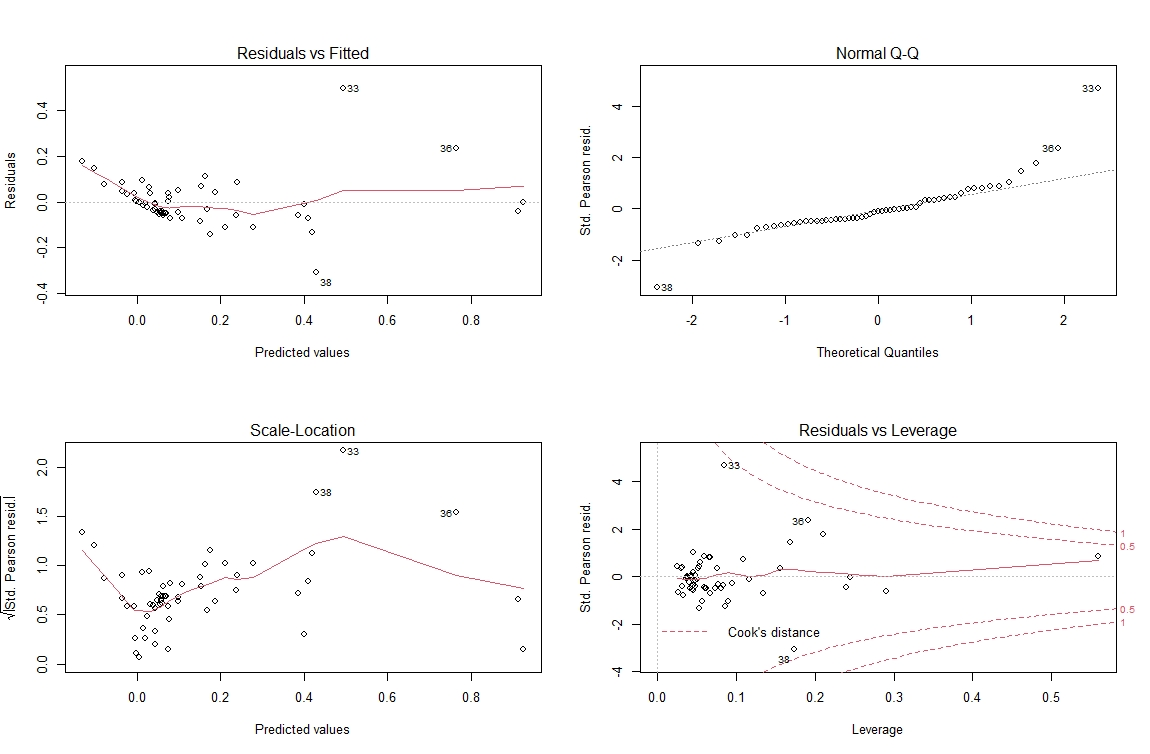 Residuals vs Fitted
Residuals
-0.4 -0.2 0.0 0.2 0.4
33
36
38
0.0 0.2 0.4 0.6 0.8
Predicted values
Normal Q-Q
Std. Pearson resid.
-2 0 2 4
33
36
38
-2 -1 0 1 2
Theoretical Quantiles
Scale-Location
√|Std. Pearson resid.|
0.0 0.5 1.0 1.5 2.0
33
38
36
0.0 0.2 0.4 0.6 0.8
Predicted values
Residuals vs Leverage
Std. Pearson resid.
-4 -2 0 2 4
33
36
38
1
0.5
0.5
1
Cook's distance
0.0 0.1 0.2 0.3 0.4 0.5
Leverage